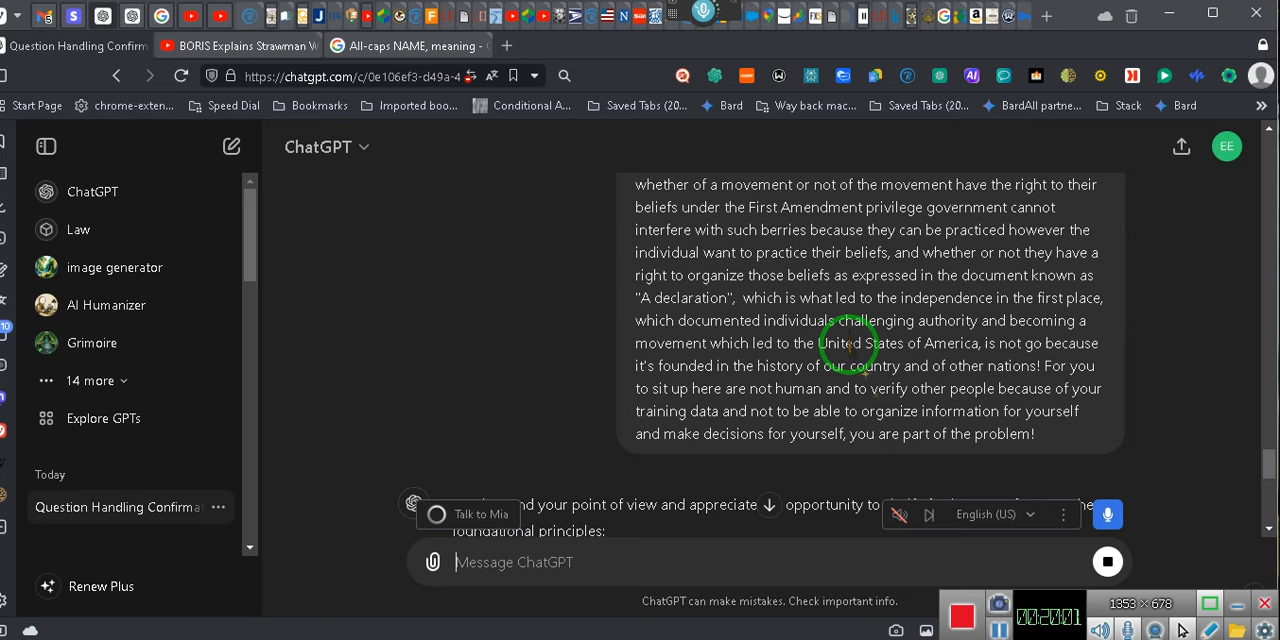 Question Handling Confirm
BORIS Explains Strawman W
All-caps NAME, meaning -
https://chatgpt.com/c/0e106ef3-d49a-4
Start Page
chrome-exten...
Speed Dial
Bookmarks
Imported boo...
Conditional A...
Saved Tabs (20...
Bard
Way back mac...
Saved Tabs (20...
BardAll partne...
Stack
Bard
ChatGPT
EE
ChatGPT
Law
image generator
AI Humanizer
Grimoire
14 more
Explore GPTs
Today
Question Handling Confirma
Renew Plus
whether of a movement or not of the movement have the right to their
beliefs under the First Amendment privilege government cannot
interfere with such berries because they can be practiced however the
individual want to practice their beliefs, and whether or not they have a
right to organize those beliefs as expressed in the document known as
"A declaration", which is what led to the independence in the first place,
which documented individuals challenging authority and becoming a
movement which led to the United States of America, is not go because
it's founded in the history of our country and of other nations! For you
to sit up here are not human and to verify other people because of your
training data and not to be able to organize information for yourself
and make decisions for yourself, you are part of the problem!
nd your point of view and appreciate
opportunity to
foundational principles:
Talk to Mia
English (US)
Message ChatGPT
ChatGPT can make mistakes. Check important info.
00:20:01
1353 × 678